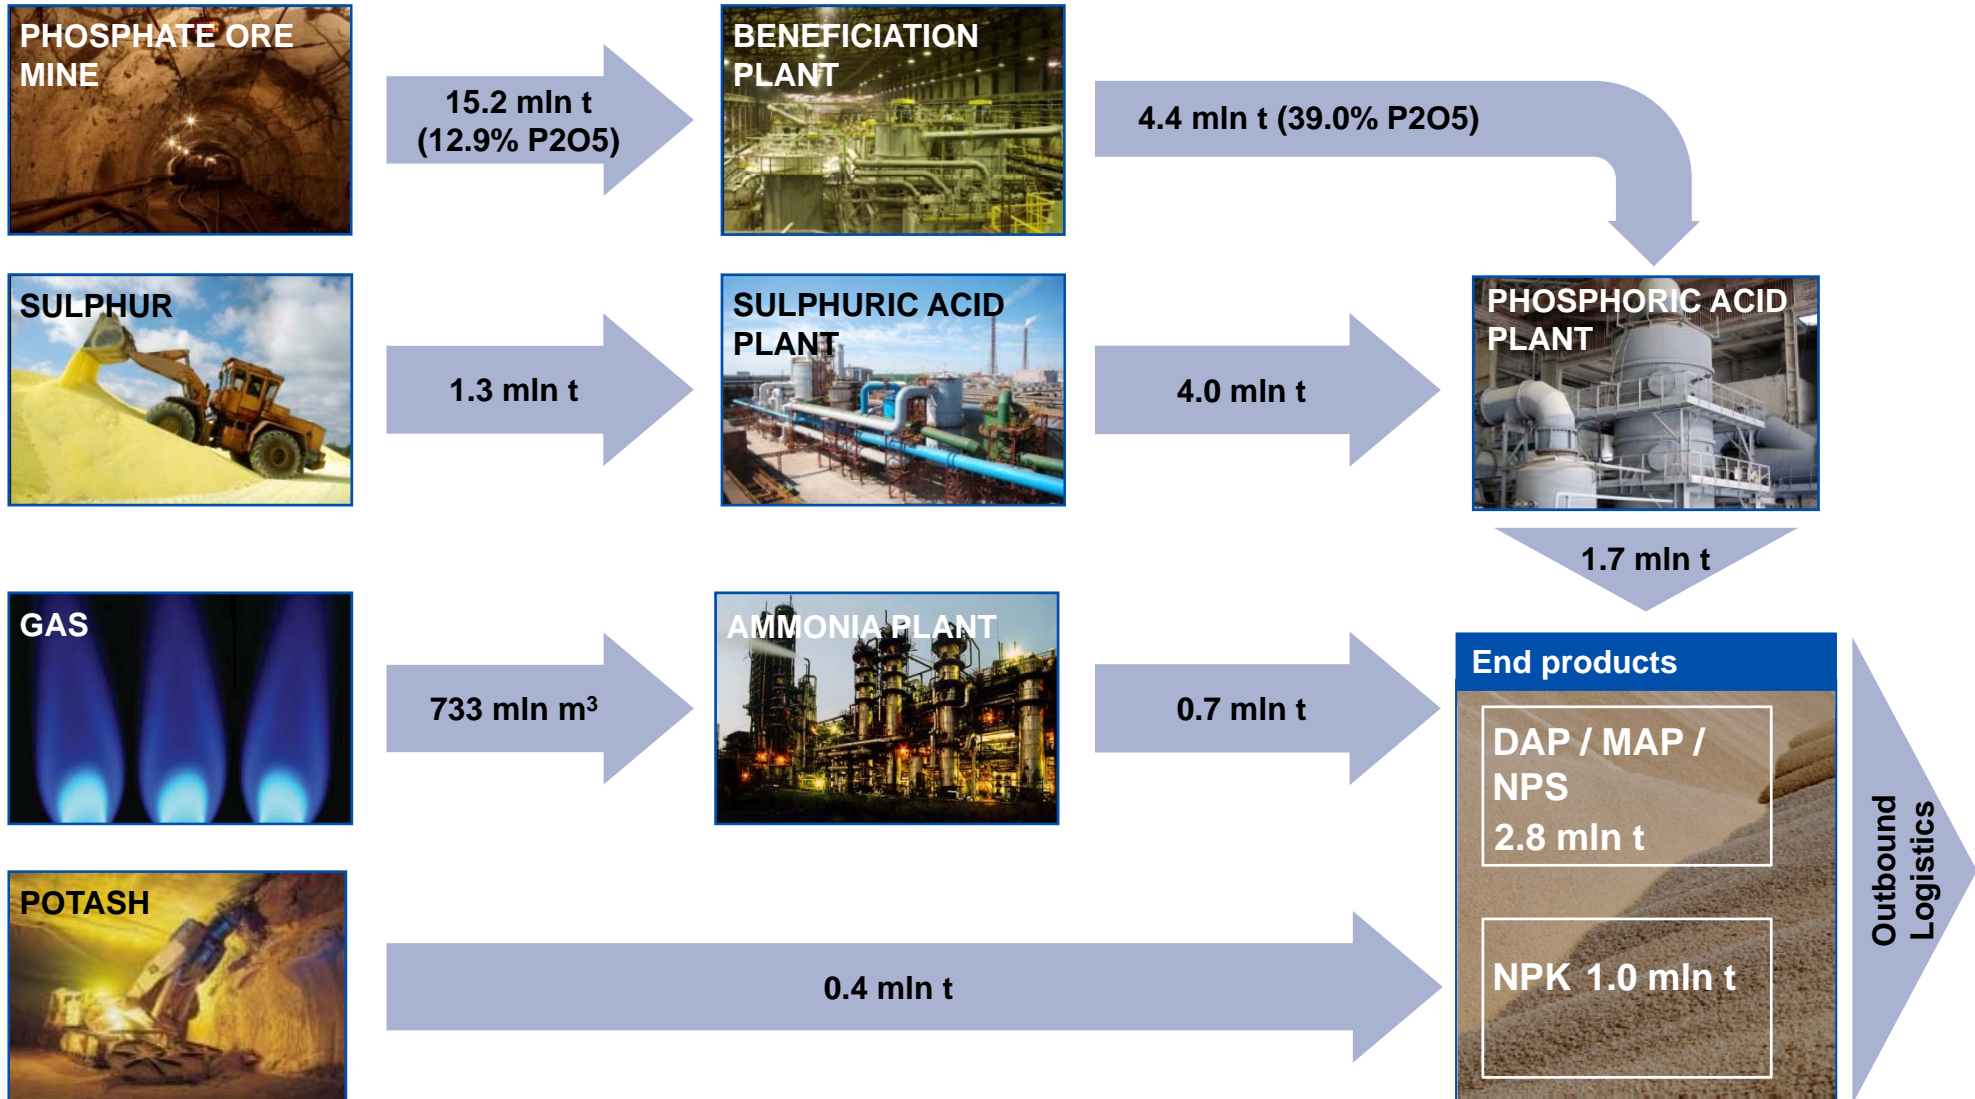 PHOSPHATE ORE
MINE
15.2 mln t
(12.9% P2O5)
BENEFICIATION
PLANT
4.4 mln t (39.0% P2O5)
SULPHUR
1.3 mln t
SULPHURIC ACID
PLANT
4.0 mln t
PHOSPHORIC ACID
PLANT
1.7 mln t
GAS
733 mln m³
AMMONIA PLANT
0.7 mln t
End products
DAP / MAP /
NPS
2.8 mln t
POTASH
0.4 mln t
NPK 1.0 mln t
Outbound
Logistics